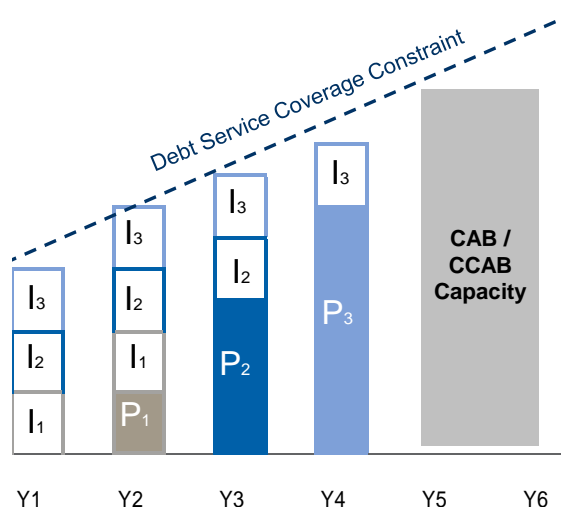 Debt Service Coverage Constraint
I3
I2
I1
I3
I2
I1
P1
I3
I2
P2
I3
P3
CAB /
CCAB
Capacity
Y1 Y2 Y3 Y4 Y5 Y6